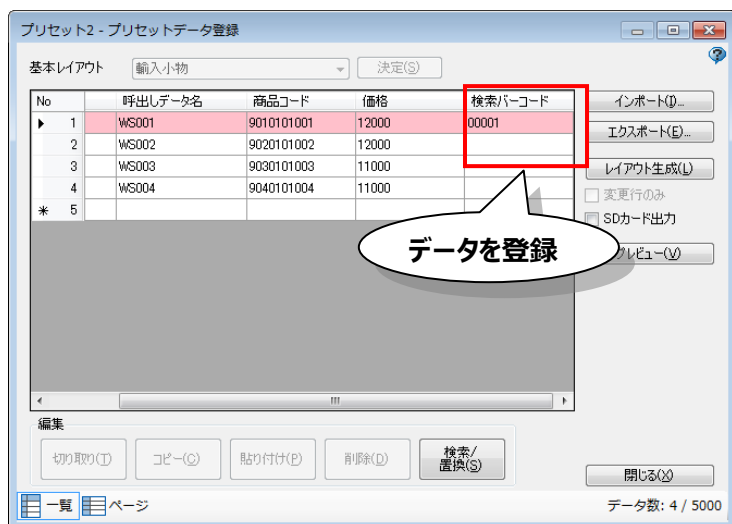 プリセット2 - プリセットデータ登録
基本レイアウト 輸入小物 決定(S)
No 呼出しデータ名 商品コード 価格 検索バーコード インポート(I)...
1 WS001 9010101001 12000 00001
エクスポート(E)...
2 WS002 9020101002 12000
3 WS003 9030101003 11000 レイアウト生成(L)
4 WS004 9040101004 11000 変更行のみ
* 5 SDカード出力
データを登録 プレビュー(V)
編集
切り取り(T) コピー(C) 貼り付け(P) 削除(D) 検索/
置換(S)
閉じる(X)
一覧 ページ データ数: 4 / 5000